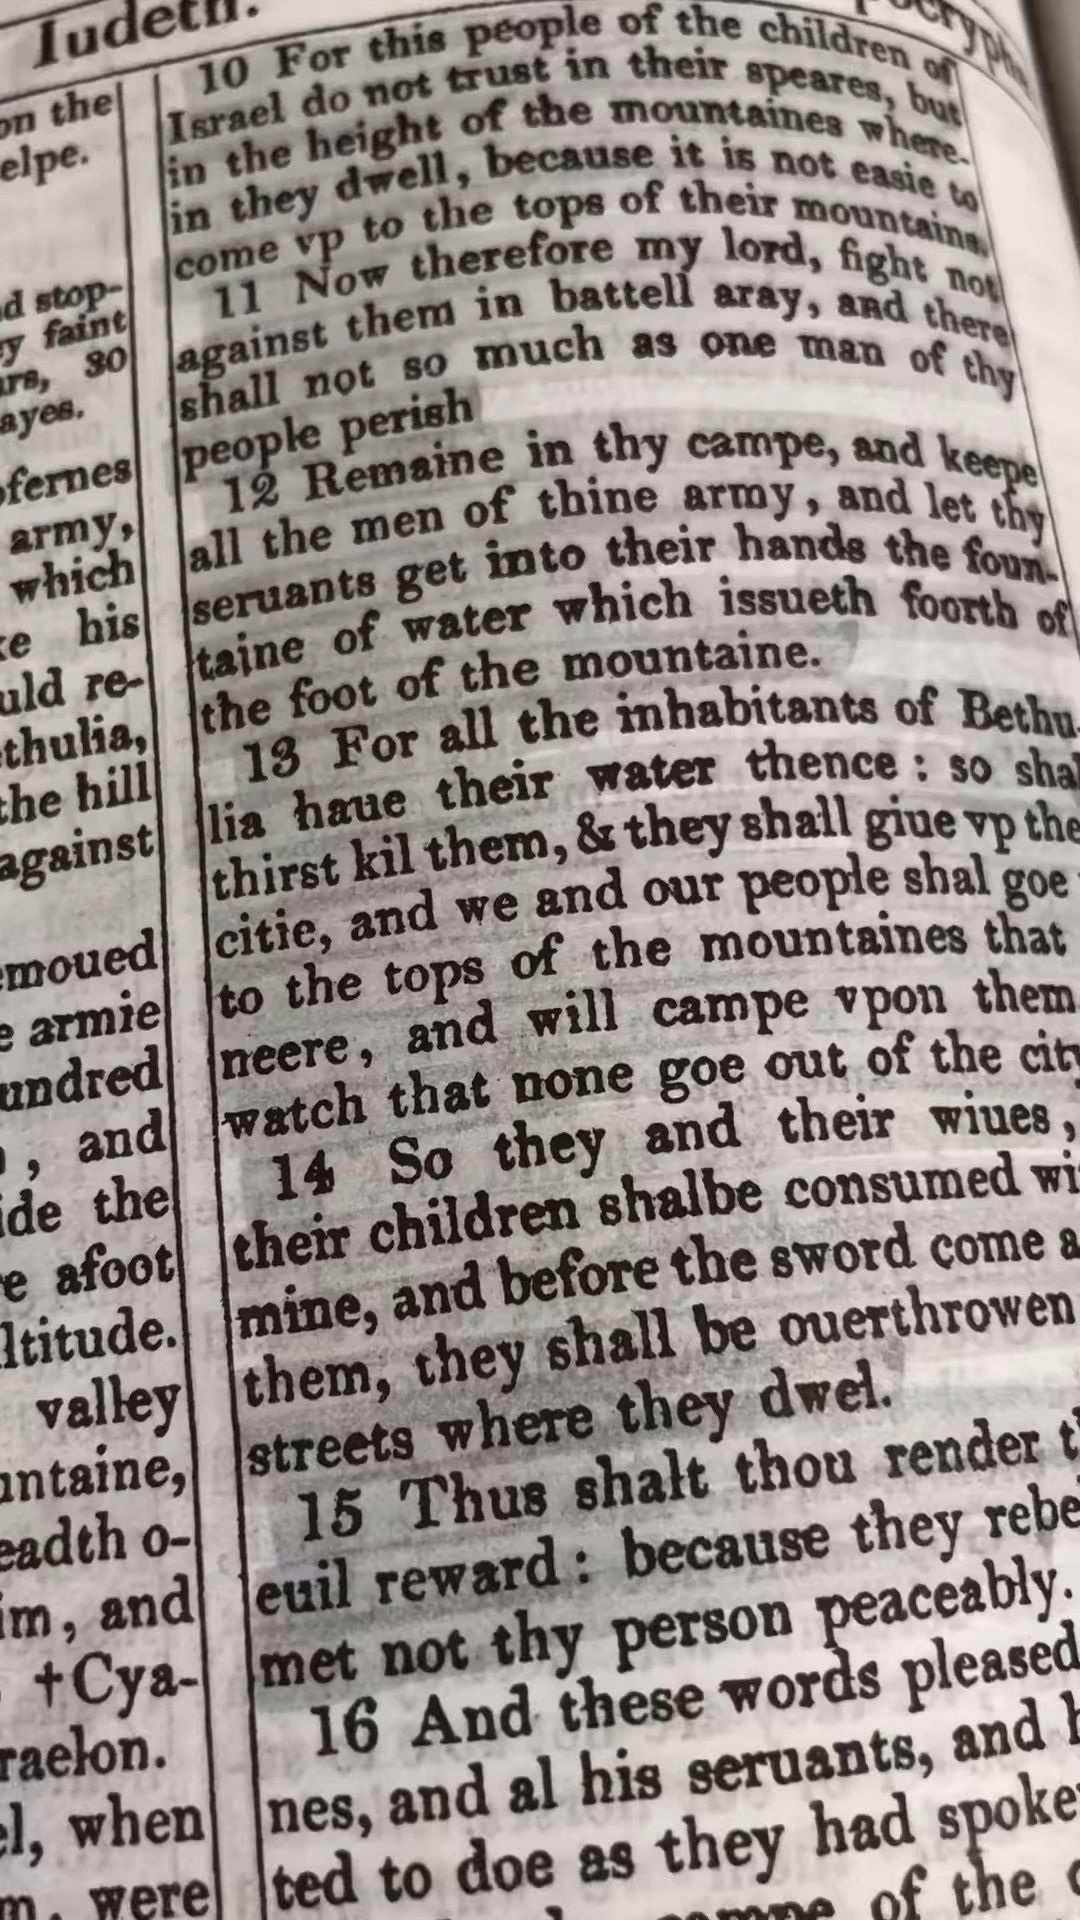 Iudeth.
on the
elpe.
stop-
faint
30
ayes.
army,
which
his
re-
the hill
against
armie
, and
the
afoot
valley
o-
, and
† Cya-
when
were
10 For this people of the children of
Israel do not trust in their speares, but
in the height of the mountaines where-
in they dwell, because it is not easie to
come vp to the tops of their mountains.
11 Now therefore my lord, fight not
against them in battell aray, and there
shall not so much as one man of thy
people perish
12 Remaine in thy campe, and keepe
all the men of thine army, and let thy
seruants get into their hands the foun-
taine of water which issueth foorth of
the foot of the mountaine.
13 For all the inhabitants of Bethu-
lia haue their water thence : so shal
thirst kil them, & they shall giue vp the
citie, and we and our people shal goe
to the tops of the mountaines that
neere, and will campe vpon them
watch that none goe out of the city
14 So they and their wiues,
their children shalbe consumed wi
mine, and before the sword come a
them, they shall be ouerthrowen
streets where they dwel.
15 Thus shalt thou render t
euil reward : because they rebe
met not thy person peaceably.
16 And these words pleased
nes, and al his seruants, and h
ted to doe as they had spoke
of the